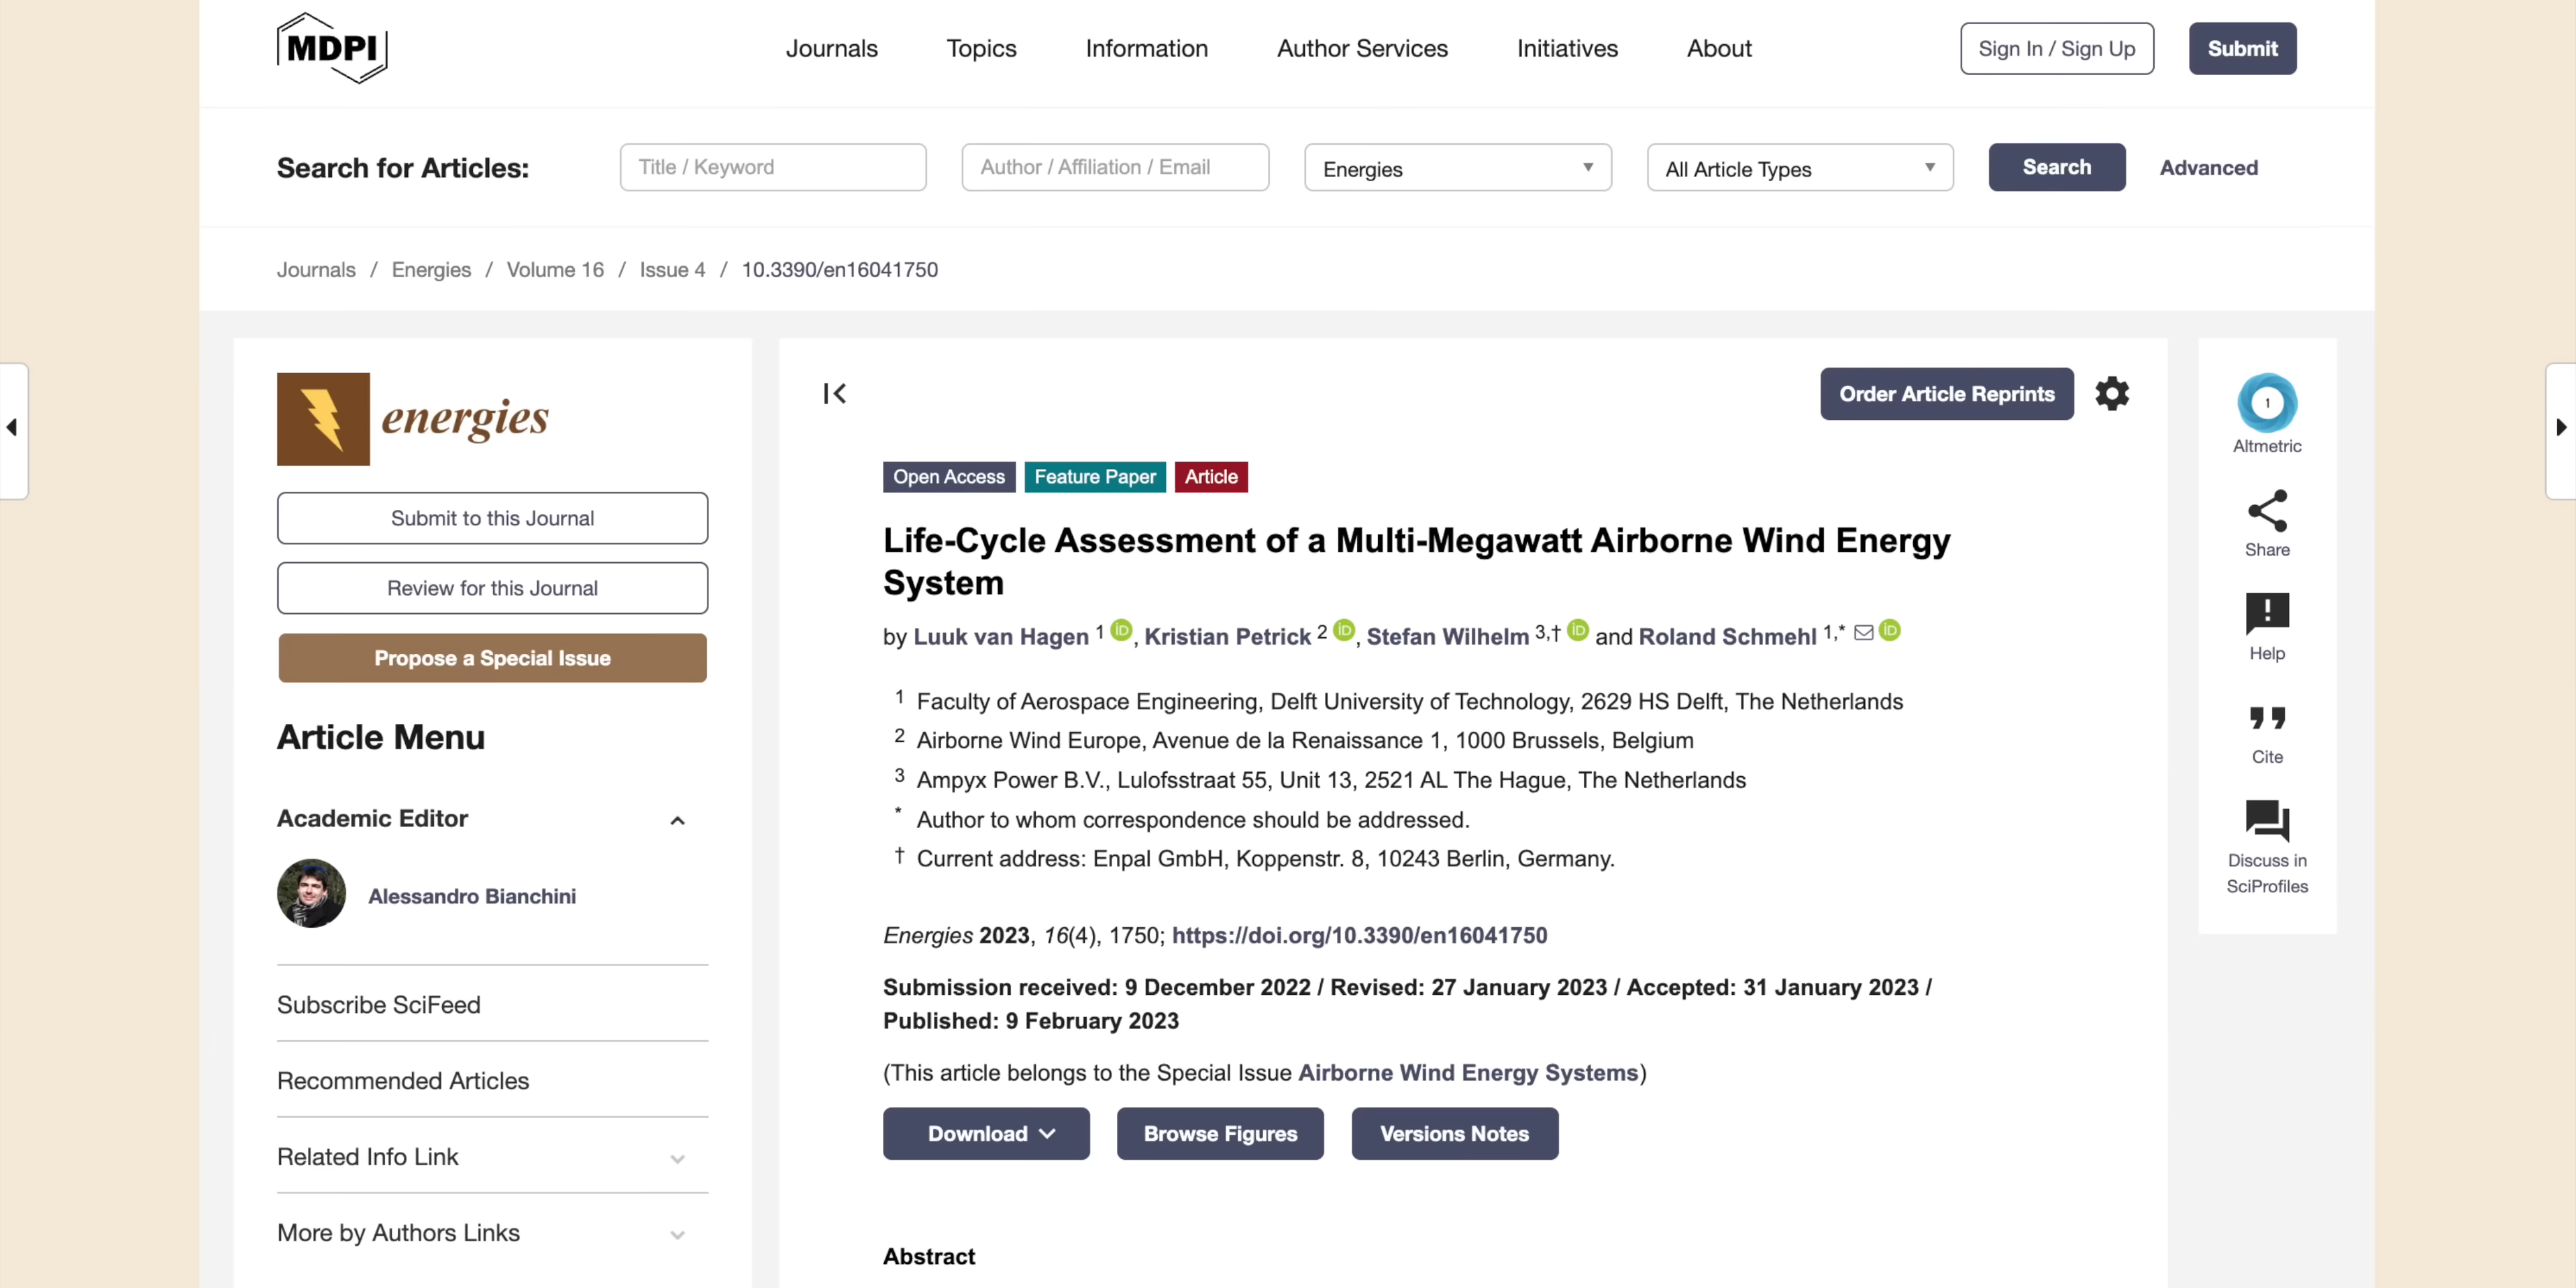 MDPI
Journals Topics Information Author Services Initiatives About Sign In / Sign Up Submit
Search for Articles: Title / Keyword Author / Affiliation / Email Energies All Article Types Search Advanced
Journals / Energies / Volume 16 / Issue 4 / 10.3390/en16041750
energies
Submit to this Journal
Review for this Journal
Propose a Special Issue
Article Menu
Academic Editor
Alessandro Bianchini
Subscribe SciFeed
Recommended Articles
Related Info Link
More by Authors Links
Order Article Reprints
Open Access Feature Paper Article
Life-Cycle Assessment of a Multi-Megawatt Airborne Wind Energy
System
by Luuk van Hagen 1 iD, Kristian Petrick 2 iD, Stefan Wilhelm 3,† iD and Roland Schmehl 1,* iD
1 Faculty of Aerospace Engineering, Delft University of Technology, 2629 HS Delft, The Netherlands
2 Airborne Wind Europe, Avenue de la Renaissance 1, 1000 Brussels, Belgium
3 Ampyx Power B.V., Lulofsstraat 55, Unit 13, 2521 AL The Hague, The Netherlands
* Author to whom correspondence should be addressed.
† Current address: Enpal GmbH, Koppenstr. 8, 10243 Berlin, Germany.
Energies 2023, 16(4), 1750; https://doi.org/10.3390/en16041750
Submission received: 9 December 2022 / Revised: 27 January 2023 / Accepted: 31 January 2023 /
Published: 9 February 2023
(This article belongs to the Special Issue Airborne Wind Energy Systems)
Download Browse Figures Versions Notes
Abstract
1
Altmetric
Share
Help
Cite
Discuss in
SciProfiles